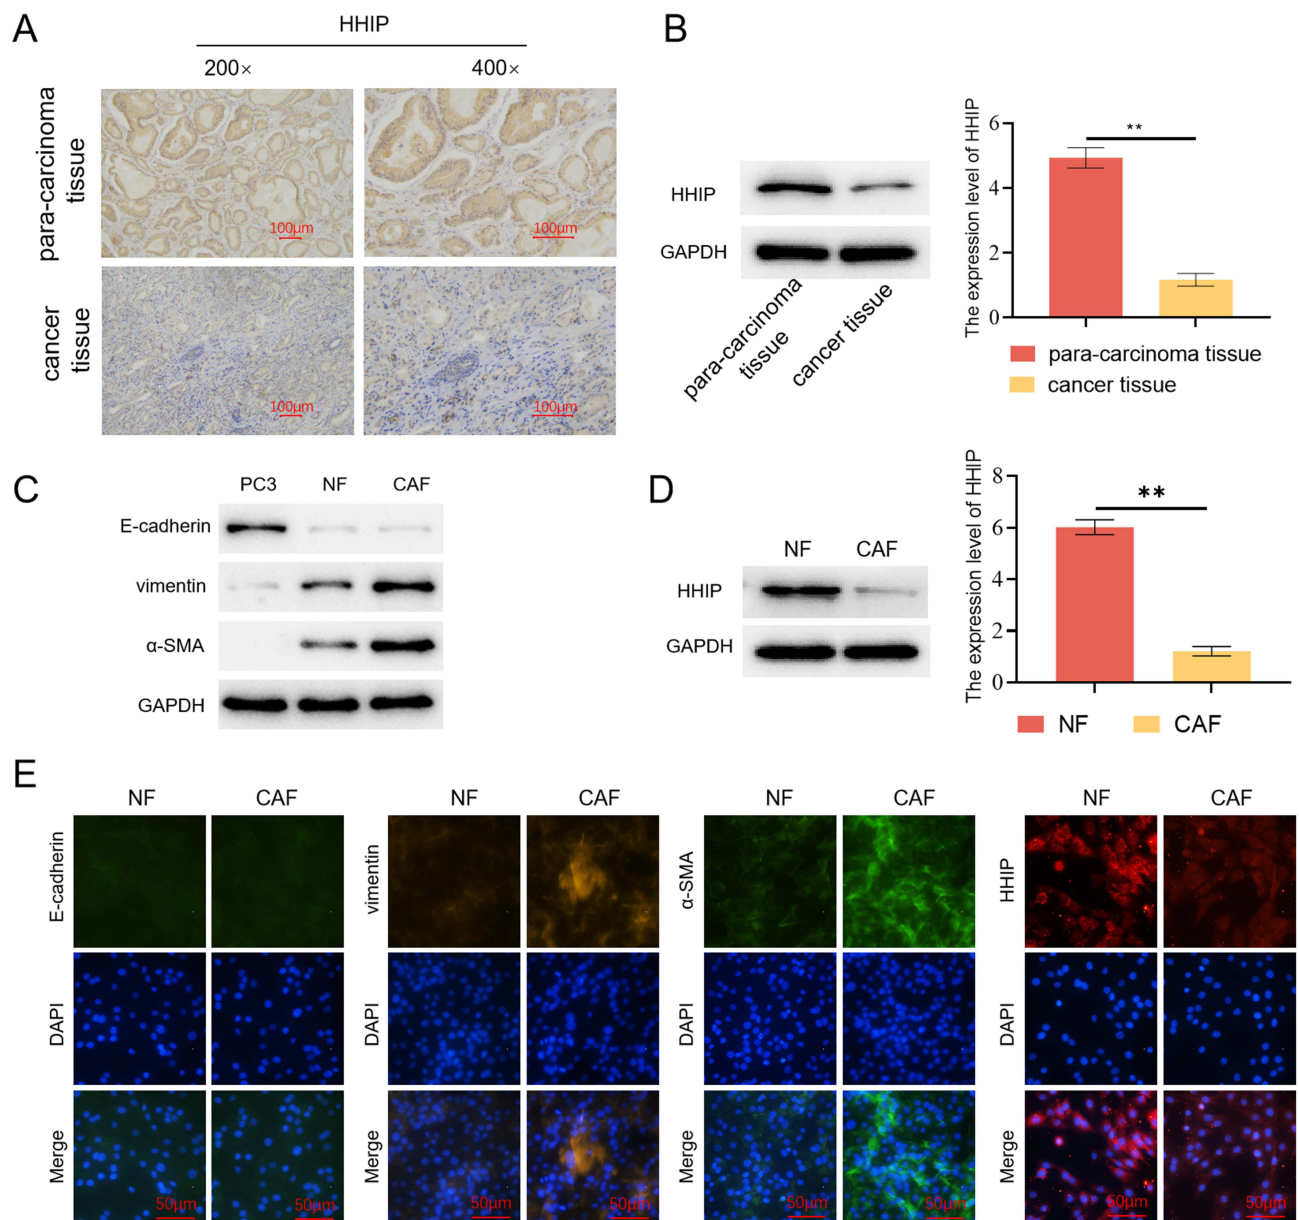 A
HHIP
200×
400×
para-carcinoma
tissue
100μm
100μm
cancer
tissue
100μm
100μm
B
HHIP
GAPDH
para-carcinoma
tissue
cancer tissue
The expression level of HHIP
6
4
2
0
**
para-carcinoma tissue
cancer tissue
C
PC3
NF
CAF
E-cadherin
vimentin
α-SMA
GAPDH
D
NF
CAF
HHIP
GAPDH
The expression level of HHIP
8
6
4
2
0
**
NF
CAF
E
NF
CAF
NF
CAF
NF
CAF
NF
CAF
E-cadherin
vimentin
α-SMA
HHIP
DAPI
DAPI
DAPI
DAPI
Merge
50μm
50μm
Merge
50μm
50μm
Merge
50μm
50μm
Merge
50μm
50μm